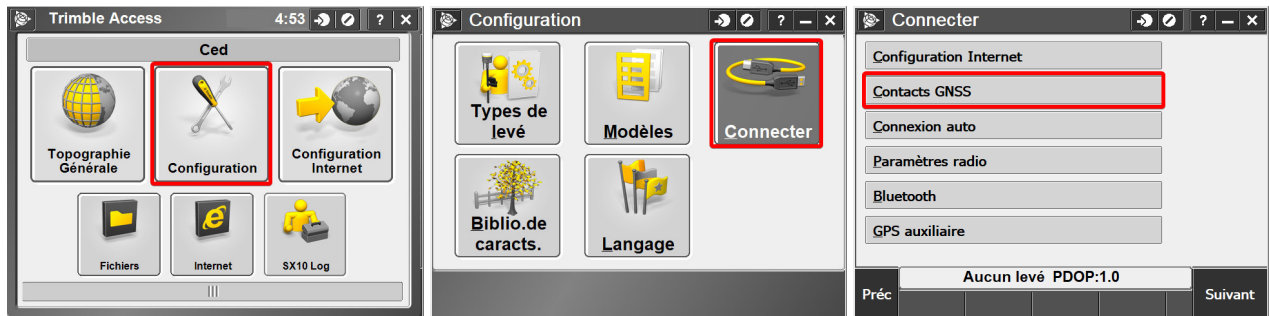 Trimble Access 4:53 ? ×
Ced
Topographie
Générale
Configuration
Configuration
Internet
Fichiers
Internet
SX10 Log
Configuration ? – ×
Types de
levé
Modèles
Connecter
Biblio.de
caracts.
Langage
Connecter ? – ×
Configuration Internet
Contacts GNSS
Connexion auto
Paramètres radio
Bluetooth
GPS auxiliaire
Aucun levé PDOP:1.0
Préc
Suivant